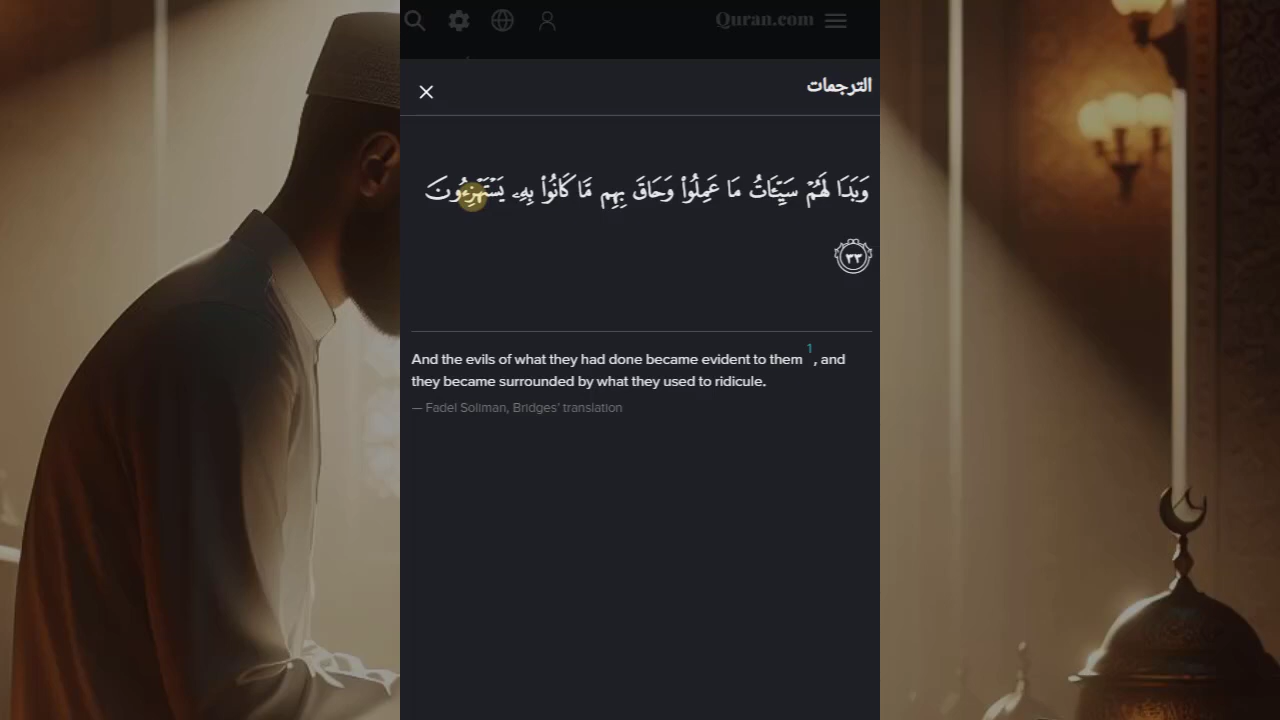 Quran.com
الترجمات
وَبَدَا لَهُمْ سَيِّـَٔاتُ مَا عَمِلُوا۟ وَحَاقَ بِهِم مَّا كَانُوا۟ بِهِۦ يَسْتَهْزِءُونَ
٣٣
And the evils of what they had done became evident to them 1, and
they became surrounded by what they used to ridicule.
— Fadel Soliman, Bridges’ translation